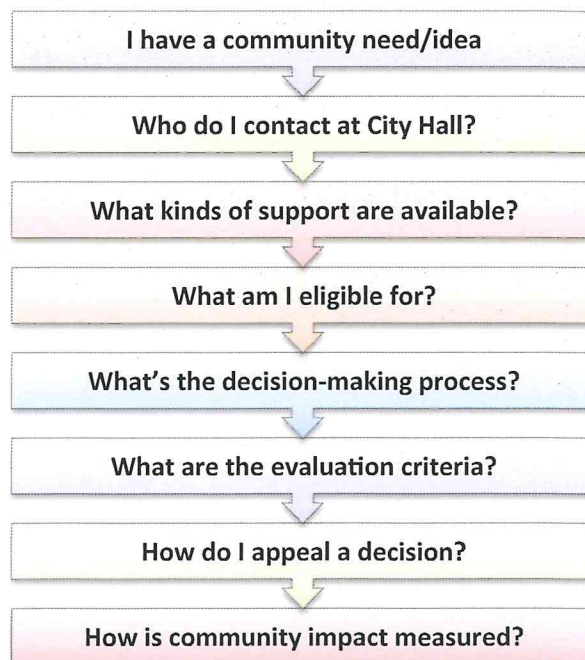 I have a community need/idea
Who do I contact at City Hall?
What kinds of support are available?
What am I eligible for?
What's the decision-making process?
What are the evaluation criteria?
How do I appeal a decision?
How is community impact measured?